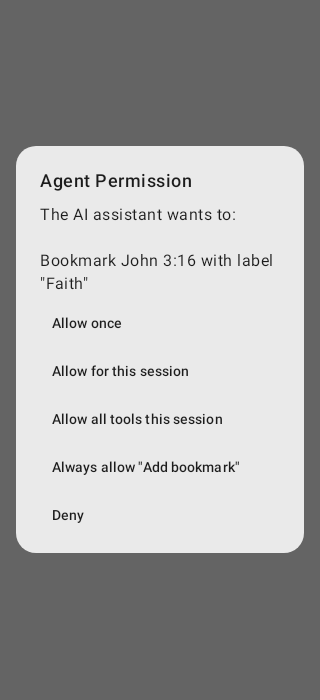 Agent Permission
The AI assistant wants to:
Bookmark John 3:16 with label
"Faith"
Allow once
Allow for this session
Allow all tools this session
Always allow "Add bookmark"
Deny